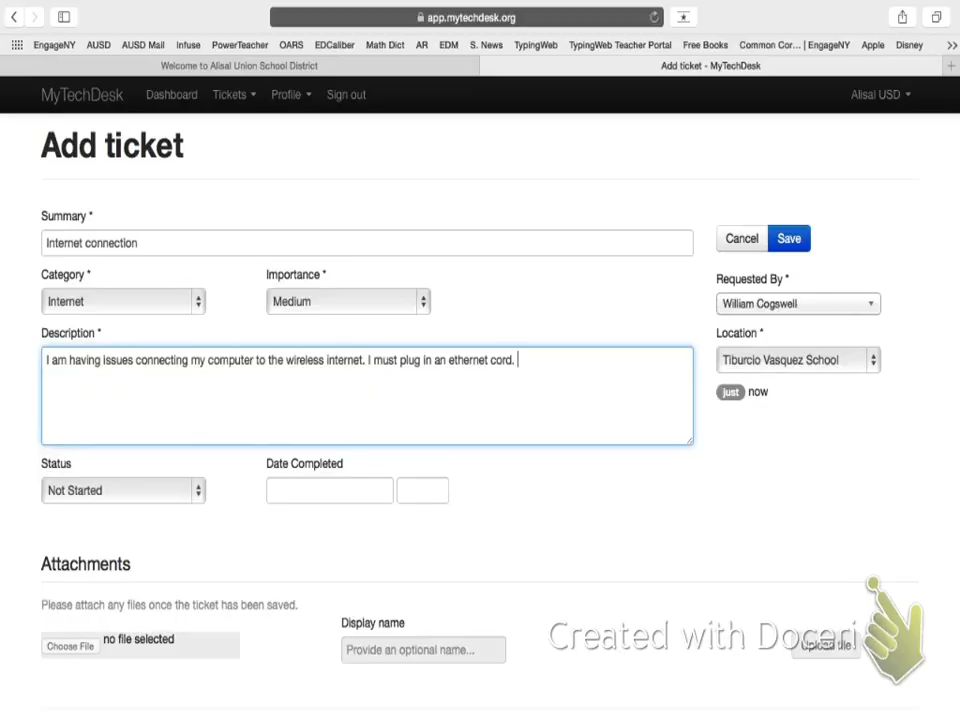 app.mytechdesk.org
EngageNY AUSD AUSD Mail Infuse PowerTeacher OARS EDCaliber Math Dict AR EDM S. News TypingWeb TypingWeb Teacher Portal Free Books Common Cor... | EngageNY Apple Disney >>
Welcome to Alisal Union School District Add ticket - MyTechDesk +
MyTechDesk Dashboard Tickets Profile Sign out Alisal USD
Add ticket
Summary *
Internet connection
Cancel Save
Category * Importance *
Internet Medium
Requested By *
William Cogswell
Description *
I am having issues connecting my computer to the wireless internet. I must plug in an ethernet cord.
Location *
Tiburcio Vasquez School
just now
Status Date Completed
Not Started
Attachments
Please attach any files once the ticket has been saved.
Choose File no file selected
Display name
Provide an optional name...
Upload file
Created with Doceri